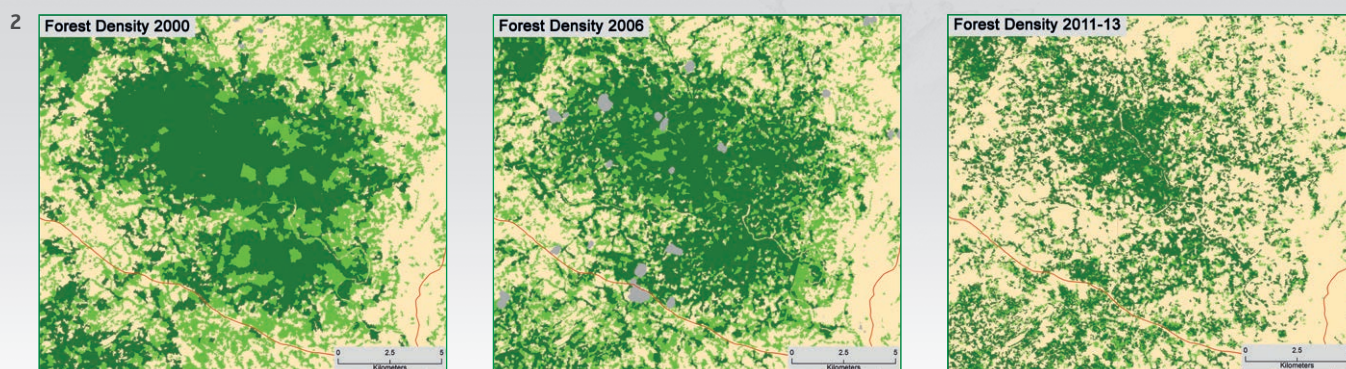 2
Forest Density 2000
Forest Density 2006
Forest Density 2011-13
0 2.5 5
Kilometers
0 2.5 5
Kilometers
0 2.5
Kilometers